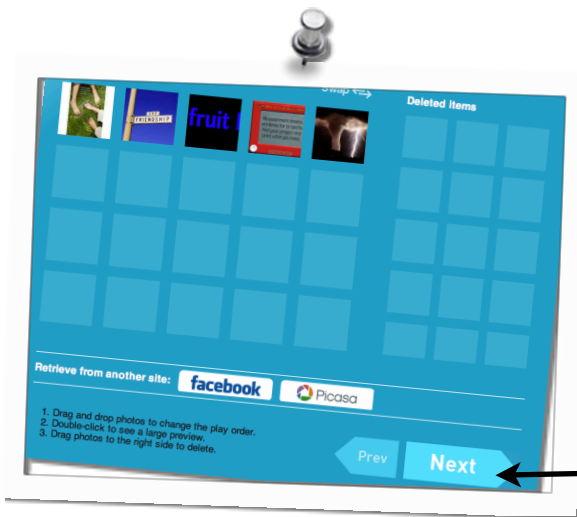 Swap
Deleted items
FRIENDSHIP
fruit
Retrieve from another site:
facebook
Picasa
1. Drag and drop photos to change the play order.
2. Double-click to see a large preview.
3. Drag photos to the right side to delete.
Prev
Next